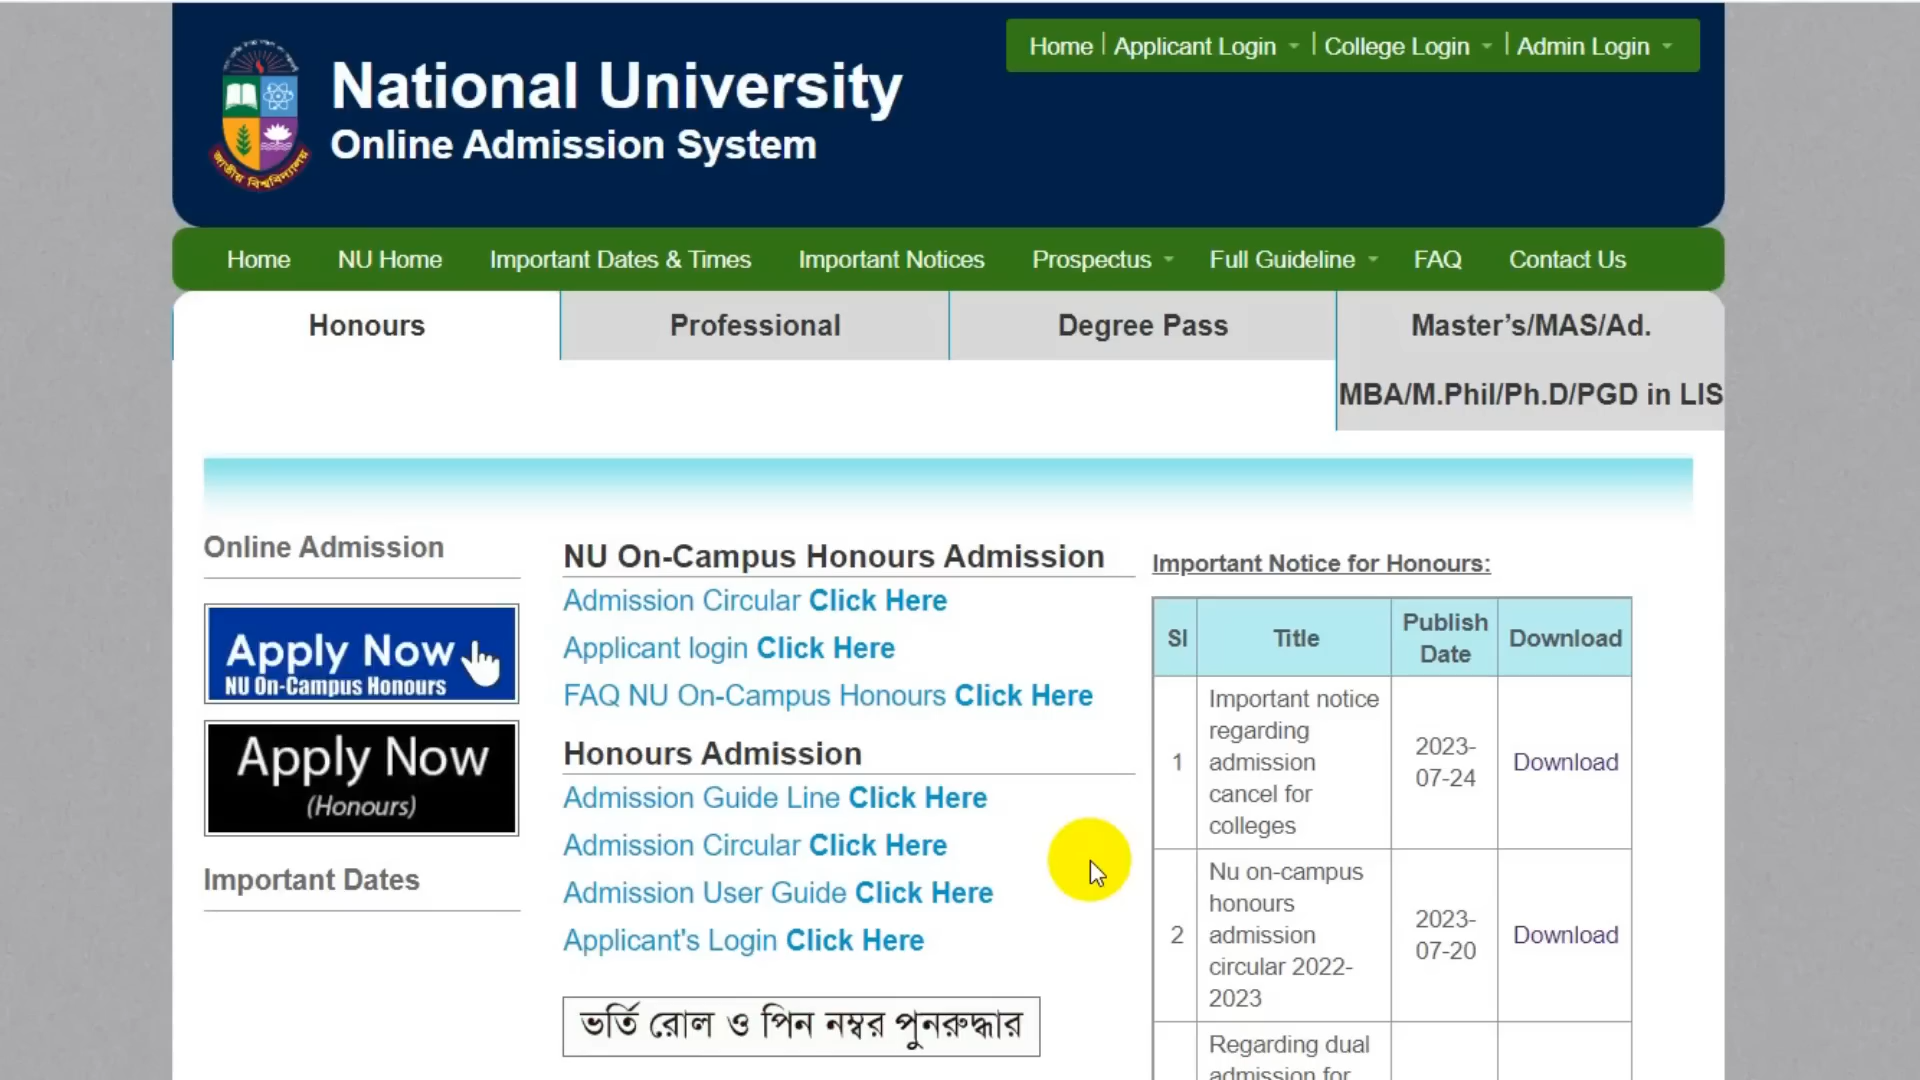 Home | Applicant Login | College Login | Admin Login
National University
Online Admission System
জাতীয় বিশ্ববিদ্যালয়
Home NU Home Important Dates & Times Important Notices Prospectus Full Guideline FAQ Contact Us
Honours Professional Degree Pass Master’s/MAS/Ad.
MBA/M.Phil/Ph.D/PGD in LIS
Online Admission
Apply Now
NU On-Campus Honours
Apply Now
(Honours)
Important Dates
NU On-Campus Honours Admission
Admission Circular Click Here
Applicant login Click Here
FAQ NU On-Campus Honours Click Here
Honours Admission
Admission Guide Line Click Here
Admission Circular Click Here
Admission User Guide Click Here
Applicant's Login Click Here
ভর্তি রোল ও পিন নম্বর পুনরুদ্ধার
Important Notice for Honours:
Sl Title Publish Date Download
1 Important notice regarding admission cancel for colleges 2023-07-24 Download
2 Nu on-campus honours admission circular 2022-2023 2023-07-20 Download
Regarding dual
admission for